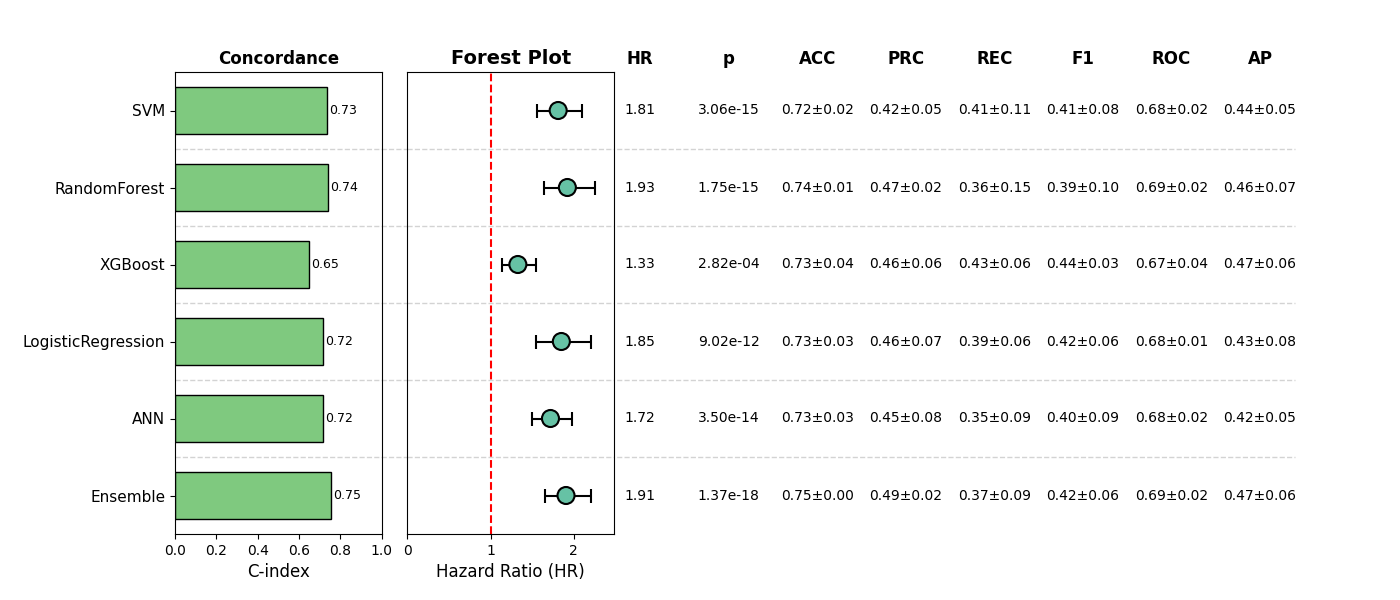 Concordance Forest Plot HR p ACC PRC REC F1 ROC AP
SVM 0.73 1.81 3.06e-15 0.72±0.02 0.42±0.05 0.41±0.11 0.41±0.08 0.68±0.02 0.44±0.05
RandomForest 0.74 1.93 1.75e-15 0.74±0.01 0.47±0.02 0.36±0.15 0.39±0.10 0.69±0.02 0.46±0.07
XGBoost 0.65 1.33 2.82e-04 0.73±0.04 0.46±0.06 0.43±0.06 0.44±0.03 0.67±0.04 0.47±0.06
LogisticRegression 0.72 1.85 9.02e-12 0.73±0.03 0.46±0.07 0.39±0.06 0.42±0.06 0.68±0.01 0.43±0.08
ANN 0.72 1.72 3.50e-14 0.73±0.03 0.45±0.08 0.35±0.09 0.40±0.09 0.68±0.02 0.42±0.05
Ensemble 0.75 1.91 1.37e-18 0.75±0.00 0.49±0.02 0.37±0.09 0.42±0.06 0.69±0.02 0.47±0.06
0.0 0.2 0.4 0.6 0.8 1.0 0 1 2
C-index Hazard Ratio (HR)